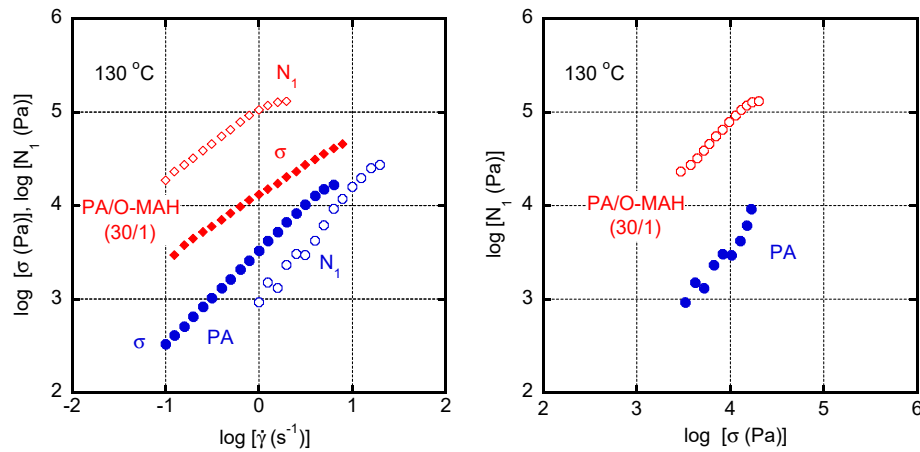 6
5
4
3
2
-2
-1
0
1
2
130 °C
N₁
σ
PA/O-MAH
(30/1)
N₁
σ
PA
log [σ (Pa)], log [N₁ (Pa)]
log [γ̇ (s⁻¹)]
6
5
4
3
2
2
3
4
5
6
130 °C
PA/O-MAH
(30/1)
PA
log [N₁ (Pa)]
log [σ (Pa)]